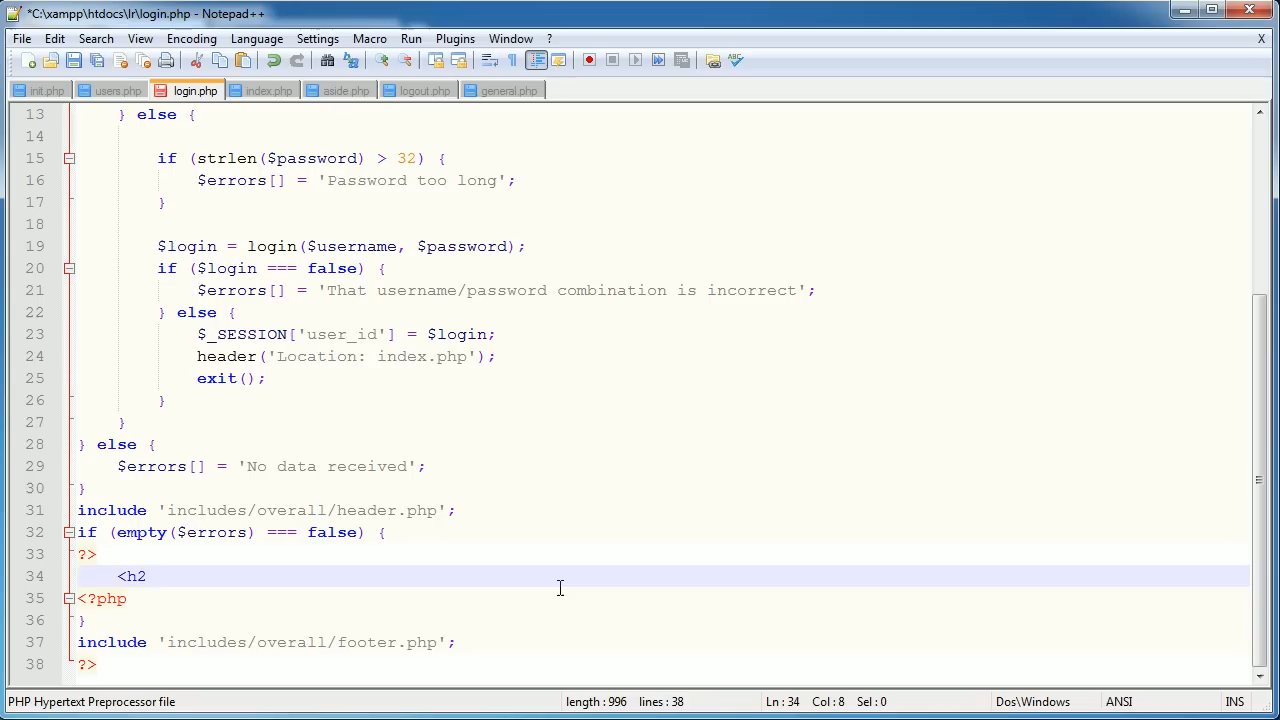 *C:\xampp\htdocs\lr\login.php - Notepad++
File Edit Search View Encoding Language Settings Macro Run Plugins Window ? X
init.php users.php login.php index.php aside.php logout.php general.php
13 } else {
14
15 if (strlen($password) > 32) {
16 $errors[] = 'Password too long';
17 }
18
19 $login = login($username, $password);
20 if ($login === false) {
21 $errors[] = 'That username/password combination is incorrect';
22 } else {
23 $_SESSION['user_id'] = $login;
24 header('Location: index.php');
25 exit();
26 }
27 }
28 } else {
29 $errors[] = 'No data received';
30 }
31 include 'includes/overall/header.php';
32 if (empty($errors) === false) {
33 ?>
34 <h2
35 <?php
36 }
37 include 'includes/overall/footer.php';
38 ?>
PHP Hypertext Preprocessor file length : 996 lines : 38 Ln : 34 Col : 8 Sel : 0 Dos\Windows ANSI INS